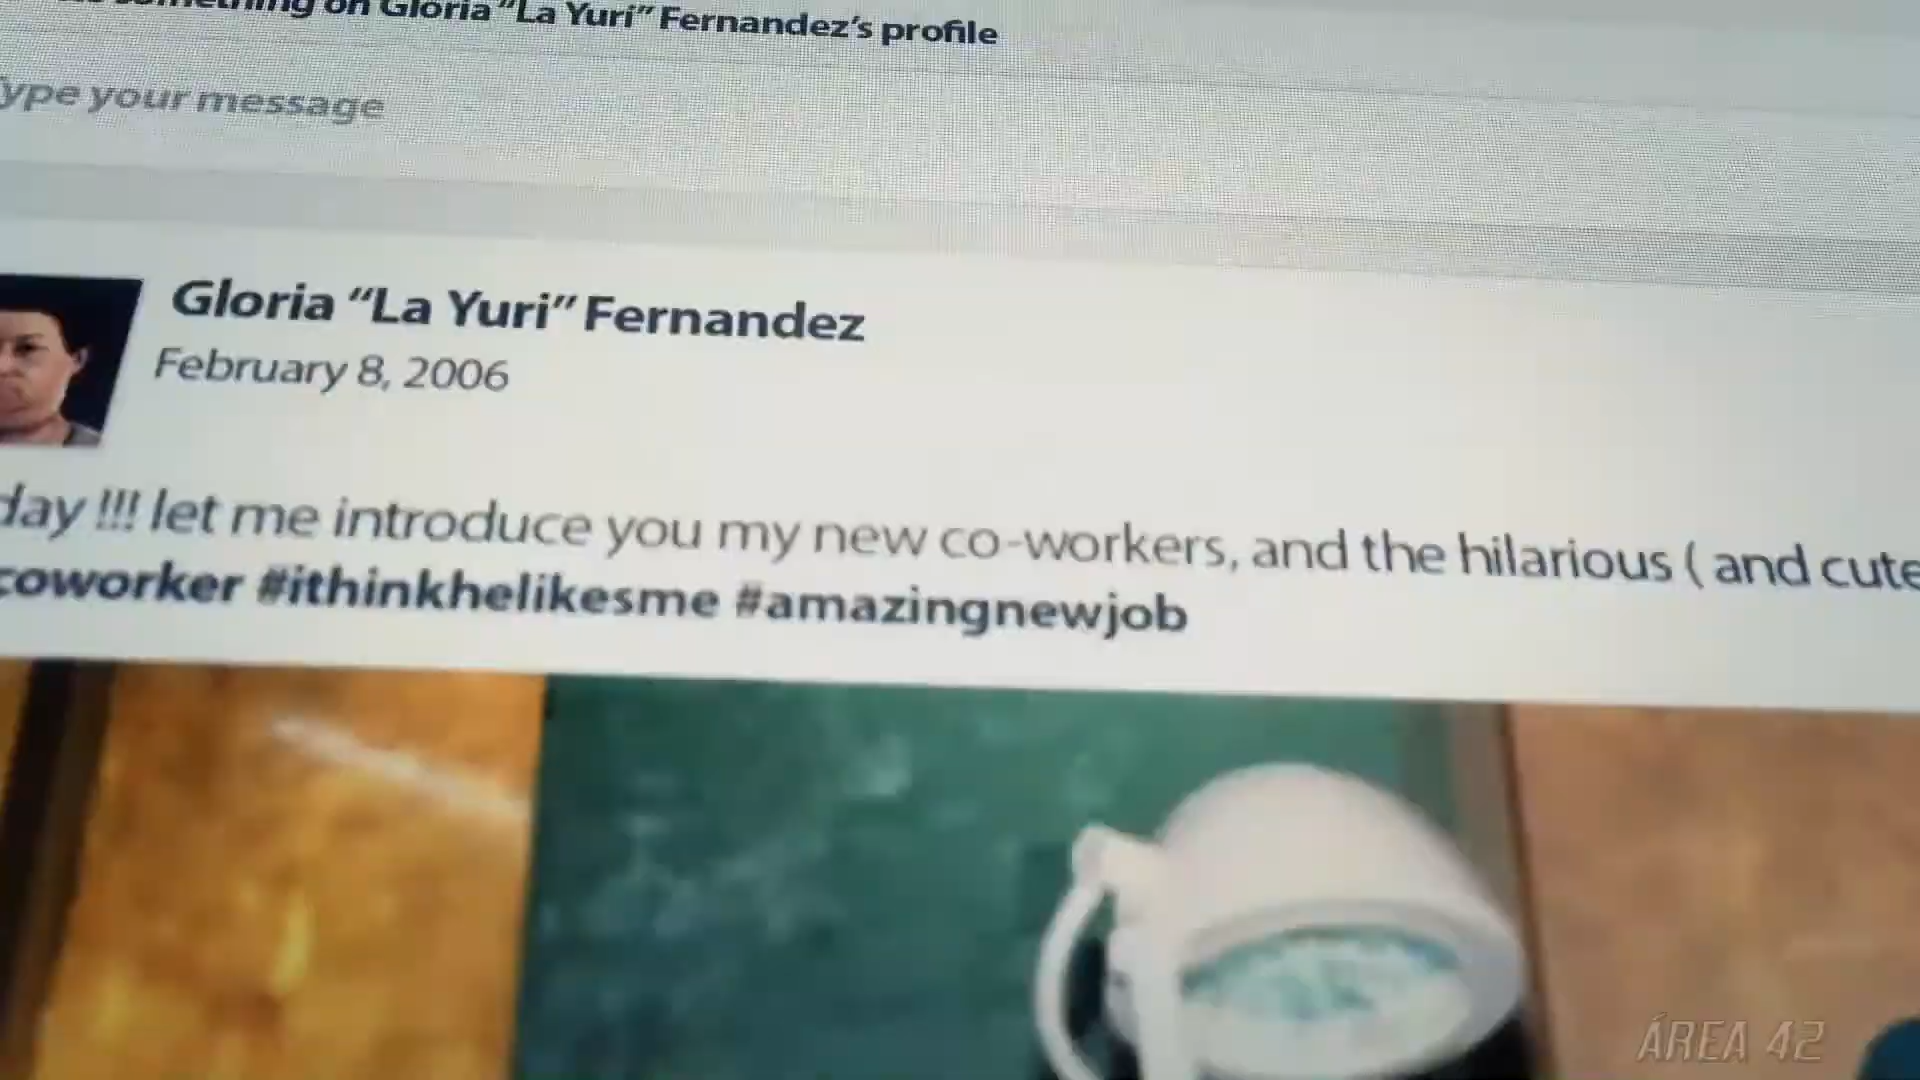 something on Gloria “La Yuri” Fernandez’s profile
ype your message
Gloria “La Yuri” Fernandez
February 8, 2006
day !!! let me introduce you my new co-workers, and the hilarious ( and cute
coworker #ithinkhelikesme #amazingnewjob
ÁREA 42